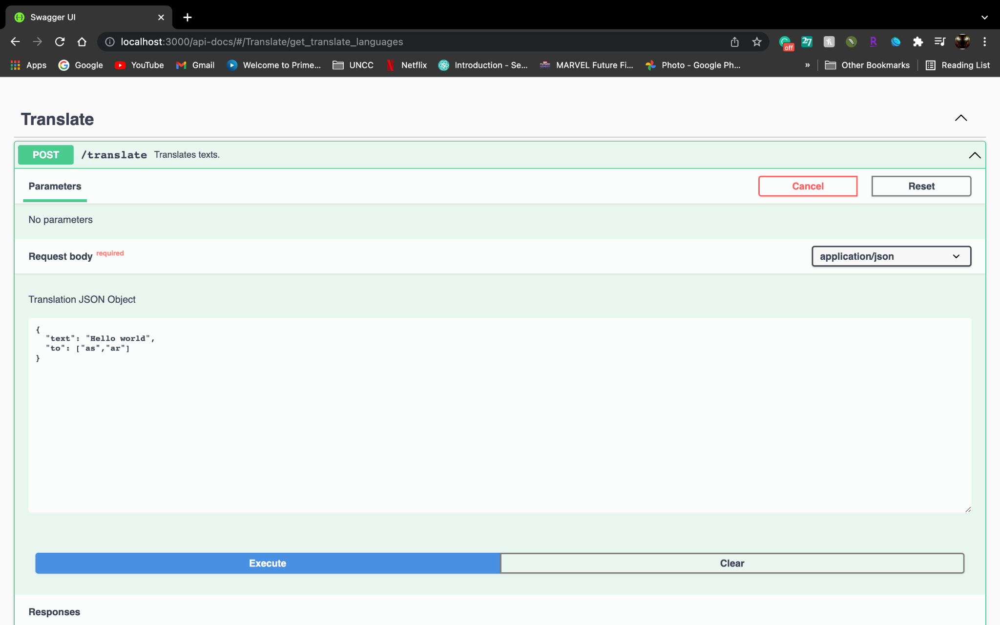 Swagger UI
localhost:3000/api-docs/#/Translate/get_translate_languages
off
27
R
Apps
Google
YouTube
Gmail
Welcome to Prime...
UNCC
Netflix
Introduction - Se...
MARVEL Future Fi...
Photo - Google Ph...
»
Other Bookmarks
Reading List
Translate
POST /translate Translates texts.
Parameters
Cancel
Reset
No parameters
Request body required
application/json
Translation JSON Object
{
"text": "Hello world",
"to": ["as","ar"]
}
Execute
Clear
Responses